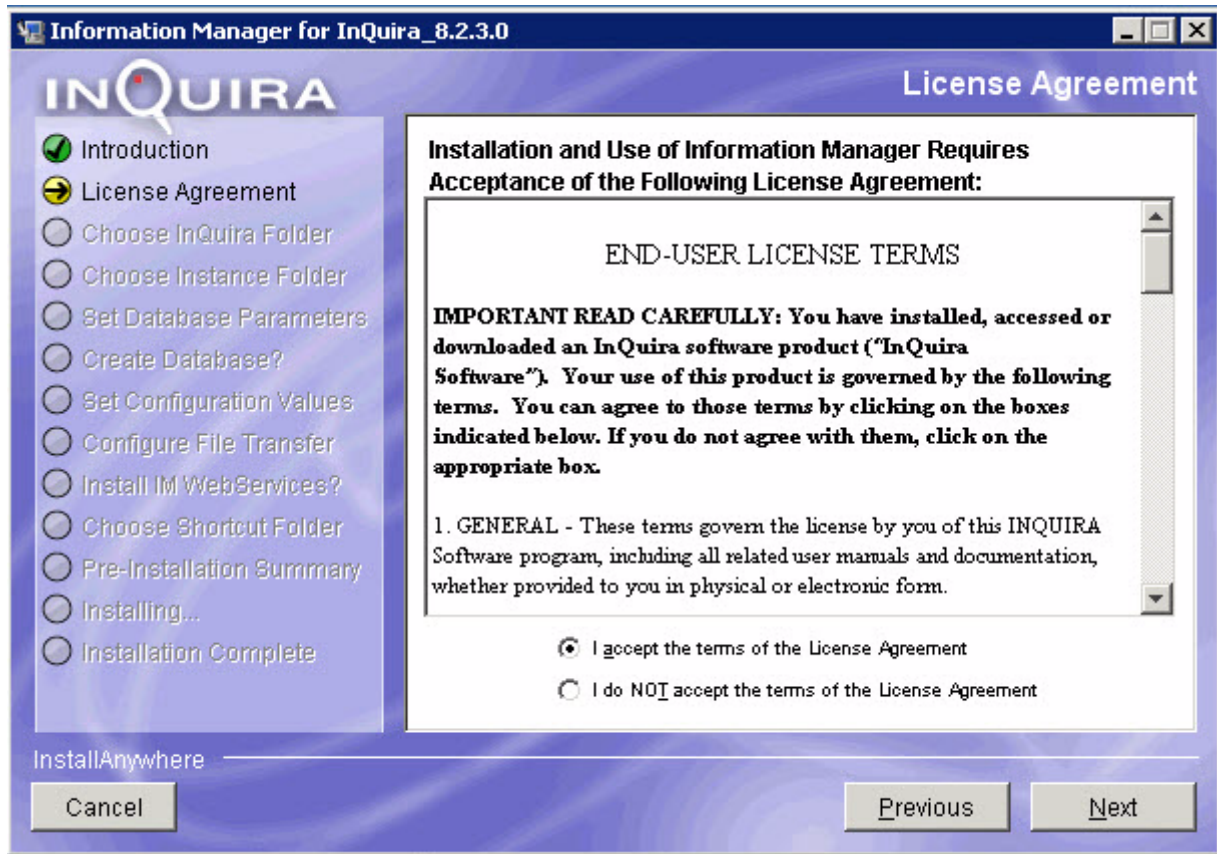 Information Manager for InQuira_8.2.3.0
INQUIRA
License Agreement
Introduction
License Agreement
Choose InQuira Folder
Choose Instance Folder
Set Database Parameters
Create Database?
Set Configuration Values
Configure File Transfer
Install IM WebServices?
Choose Shortcut Folder
Pre-Installation Summary
Installing...
Installation Complete
Installation and Use of Information Manager Requires
Acceptance of the Following License Agreement:
END-USER LICENSE TERMS
IMPORTANT READ CAREFULLY: You have installed, accessed or
downloaded an InQuira software product ("InQuira
Software"). Your use of this product is governed by the following
terms. You can agree to those terms by clicking on the boxes
indicated below. If you do not agree with them, click on the
appropriate box.
1. GENERAL - These terms govern the license by you of this INQUIRA
Software program, including all related user manuals and documentation,
whether provided to you in physical or electronic form.
I accept the terms of the License Agreement
I do NOT accept the terms of the License Agreement
InstallAnywhere
Cancel
Previous
Next